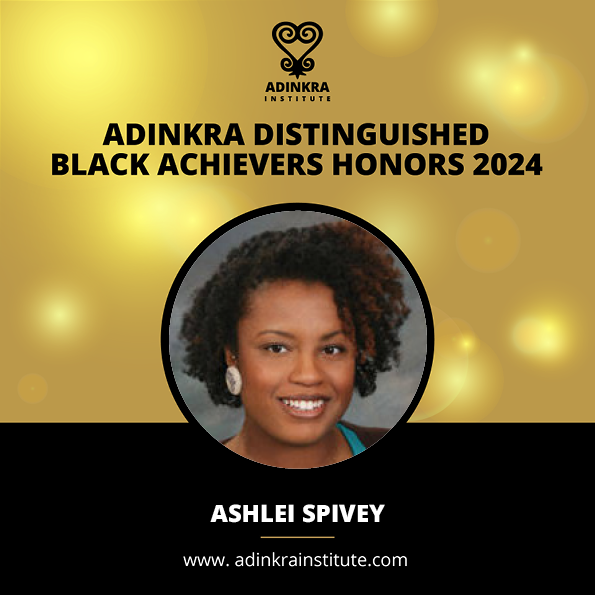 ADINKRA
INSTITUTE
ADINKRA DISTINGUISHED
BLACK ACHIEVERS HONORS 2024
ASHLEI SPIVEY
www. adinkrainstitute.com